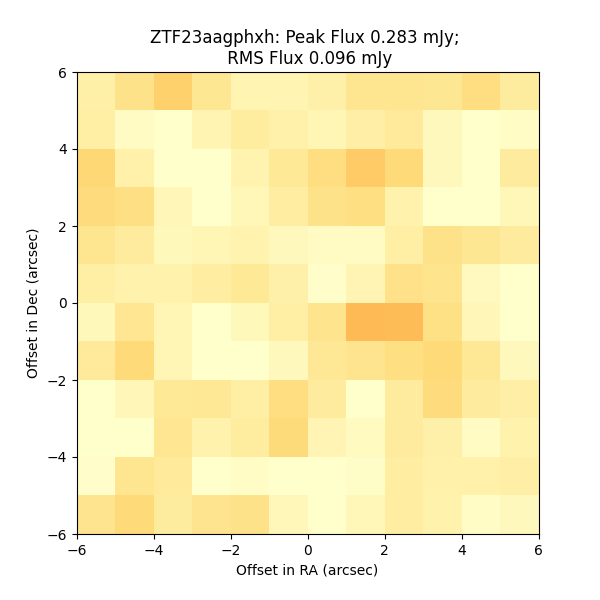 ZTF23aagphxh: Peak Flux 0.283 mJy;
RMS Flux 0.096 mJy
6
4
2
0
−2
−4
−6
Offset in Dec (arcsec)
−6 −4 −2 0 2 4 6
Offset in RA (arcsec)